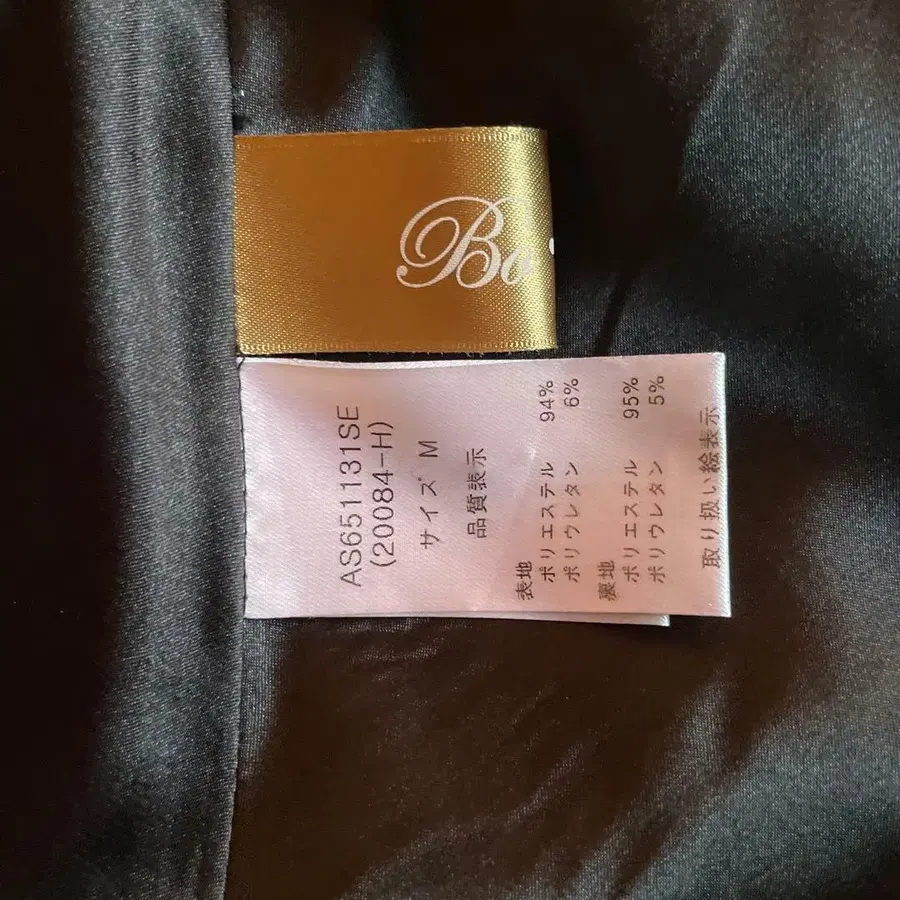 Bo
AS651131SE
(20084-H)
サイズ M
品質表示
表地
ポリエステル 94%
ポリウレタン 6%
裏地
ポリエステル 95%
ポリウレタン 5%
取り扱い絵表示